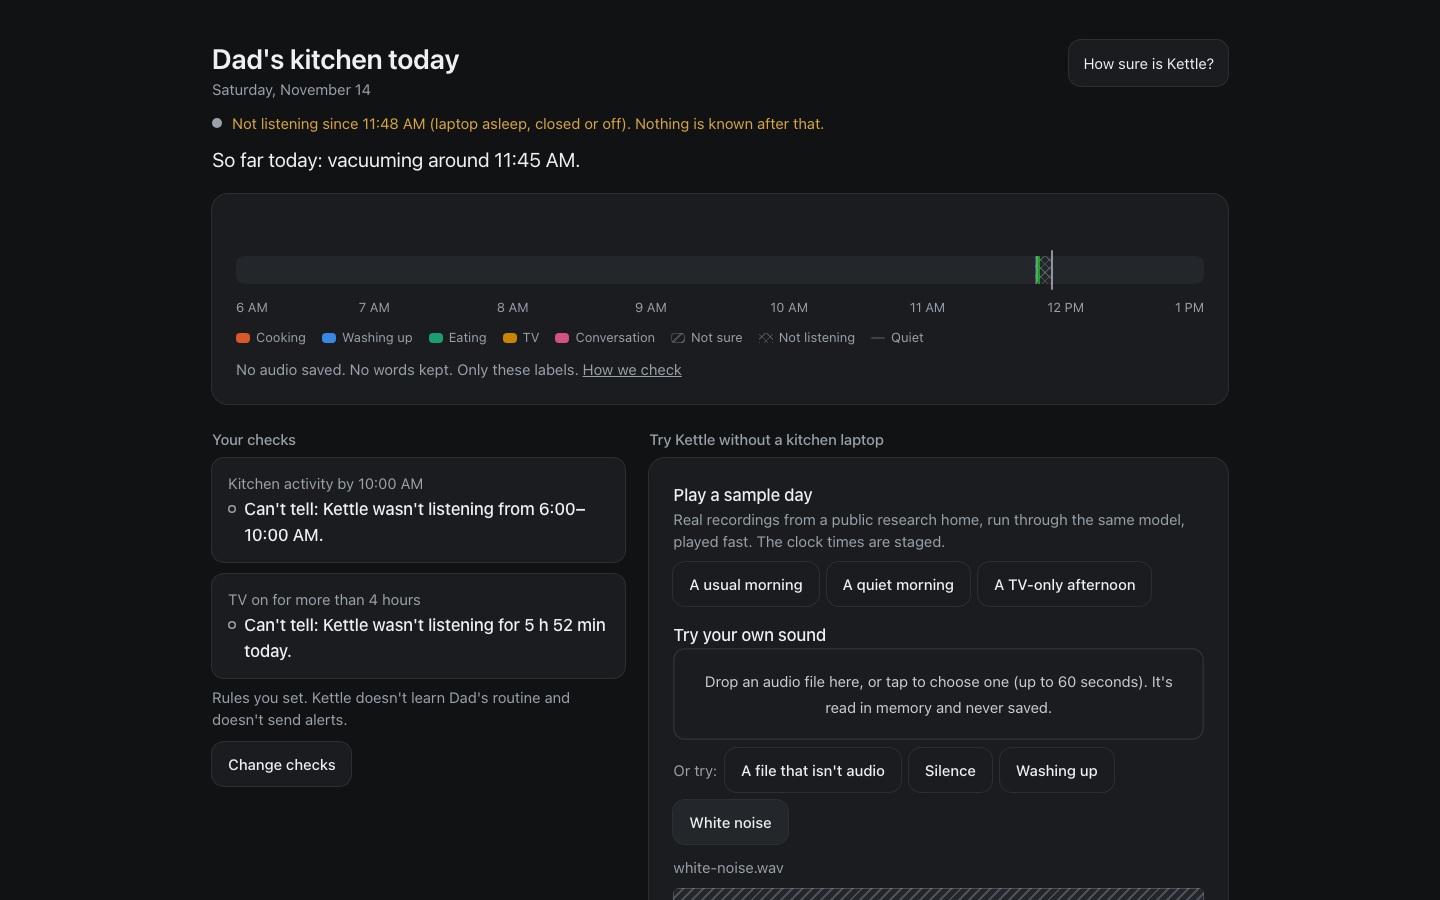 Dad's kitchen today
How sure is Kettle?
Saturday, November 14
Not listening since 11:48 AM (laptop asleep, closed or off). Nothing is known after that.
So far today: vacuuming around 11:45 AM.
6 AM 7 AM 8 AM 9 AM 10 AM 11 AM 12 PM 1 PM
Cooking Washing up Eating TV Conversation Not sure Not listening Quiet
No audio saved. No words kept. Only these labels. How we check
Your checks
Kitchen activity by 10:00 AM
Can't tell: Kettle wasn't listening from 6:00–
10:00 AM.
TV on for more than 4 hours
Can't tell: Kettle wasn't listening for 5 h 52 min
today.
Rules you set. Kettle doesn't learn Dad's routine and
doesn't send alerts.
Change checks
Try Kettle without a kitchen laptop
Play a sample day
Real recordings from a public research home, run through the same model,
played fast. The clock times are staged.
A usual morning A quiet morning A TV-only afternoon
Try your own sound
Drop an audio file here, or tap to choose one (up to 60 seconds). It's
read in memory and never saved.
Or try: A file that isn't audio Silence Washing up
White noise
white-noise.wav